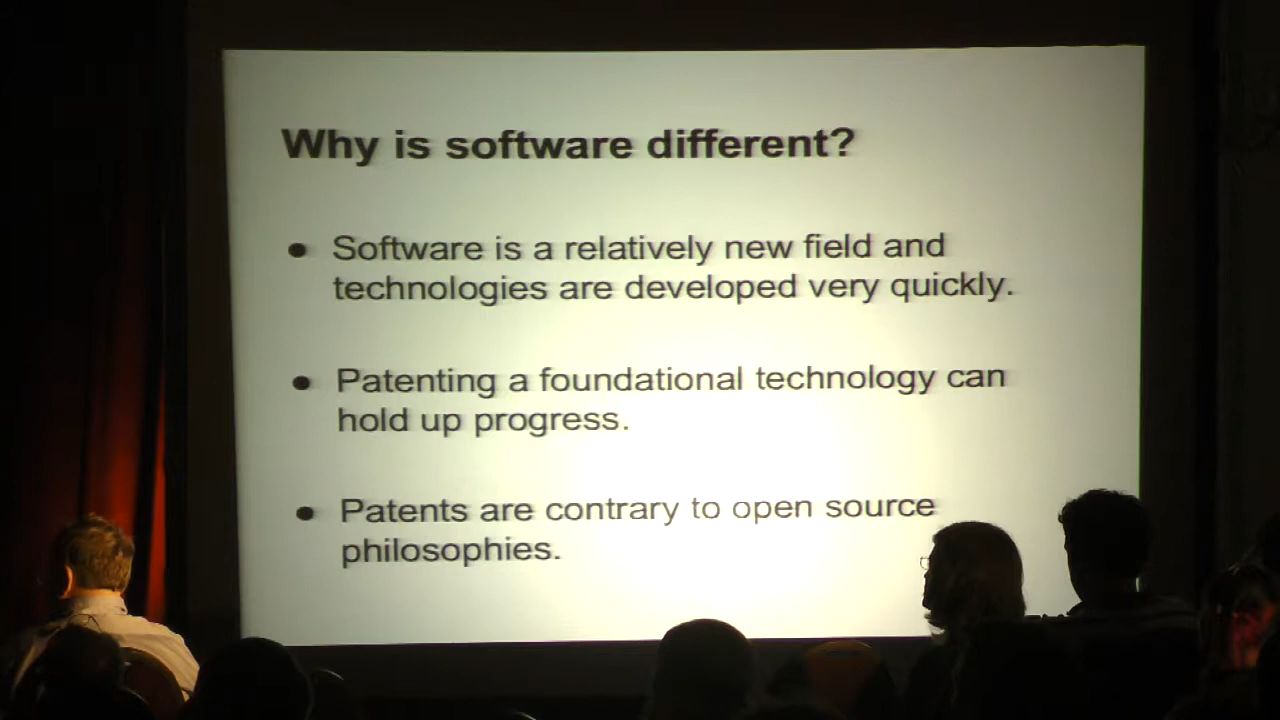 Why is software different?
• Software is a relatively new field and
technologies are developed very quickly.
• Patenting a foundational technology can
hold up progress.
• Patents are contrary to open source
philosophies.